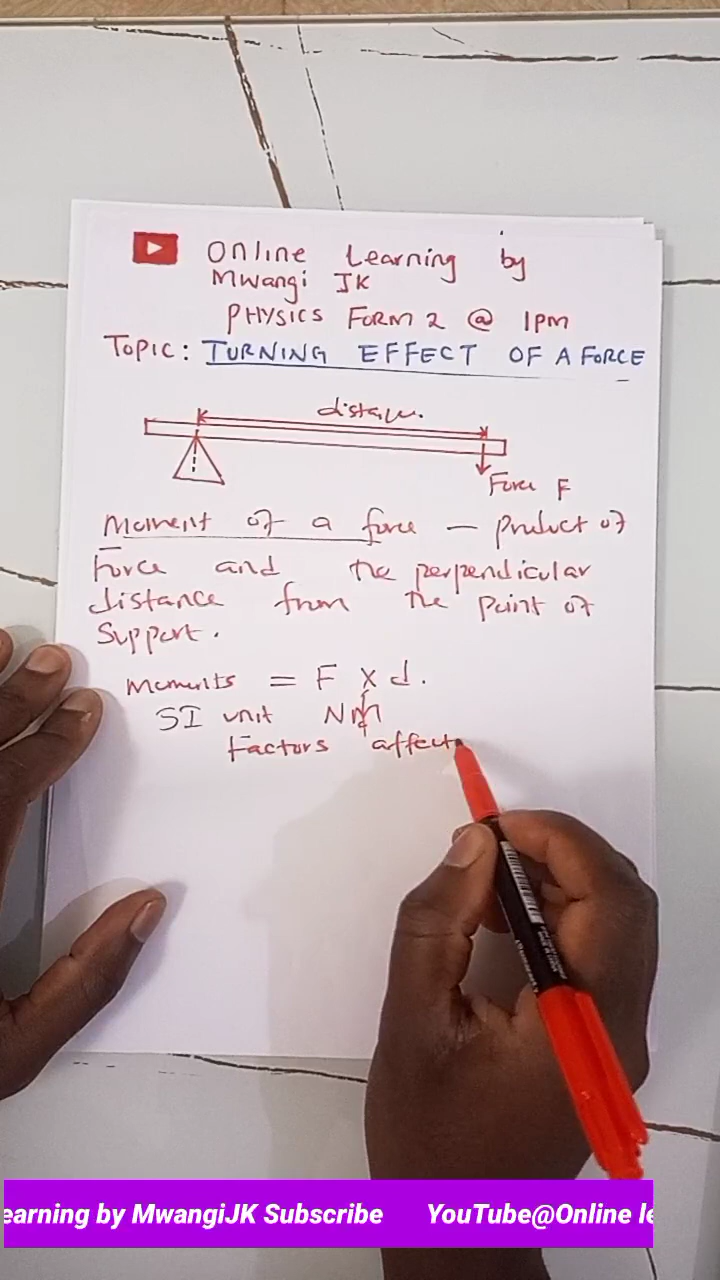 Online Learning by
Mwangi JK
PHYSICS FORM 2 @ 1PM
TOPIC: TURNING EFFECT OF A FORCE
distance.
Force F
Moment of a force – product of
Force and the perpendicular
distance from the point of
Support.
Moments = F x d.
SI unit Nm
Factors affect
earning by MwangiJK Subscribe YouTube@Online le